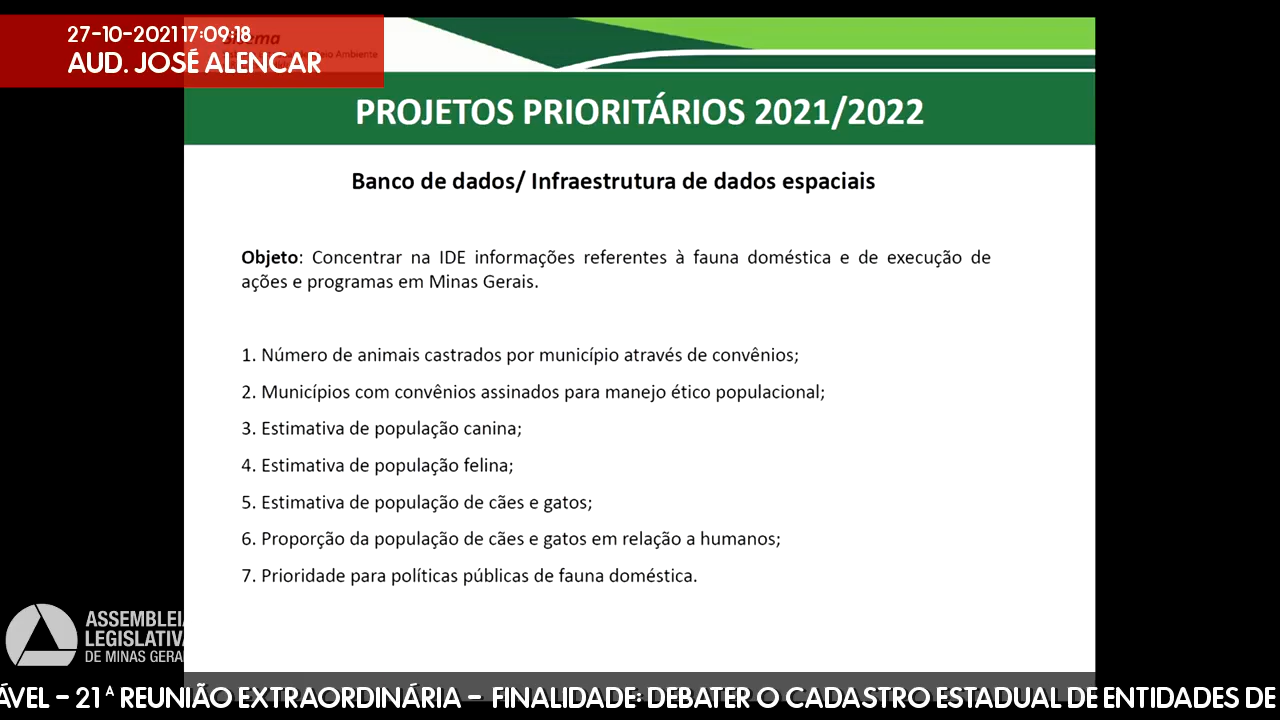 27-10-2021 17:09:18
AUD. JOSÉ ALENCAR
PROJETOS PRIORITÁRIOS 2021/2022
Banco de dados/ Infraestrutura de dados espaciais
Objeto: Concentrar na IDE informações referentes à fauna doméstica e de execução de
ações e programas em Minas Gerais.
1. Número de animais castrados por município através de convênios;
2. Municípios com convênios assinados para manejo ético populacional;
3. Estimativa de população canina;
4. Estimativa de população felina;
5. Estimativa de população de cães e gatos;
6. Proporção da população de cães e gatos em relação a humanos;
7. Prioridade para políticas públicas de fauna doméstica.
ASSEMBLEIA
LEGISLATIVA
DE MINAS GERAI
ÁVEL - 21ª REUNIÃO EXTRAORDINÁRIA - FINALIDADE: DEBATER O CADASTRO ESTADUAL DE ENTIDADES DE